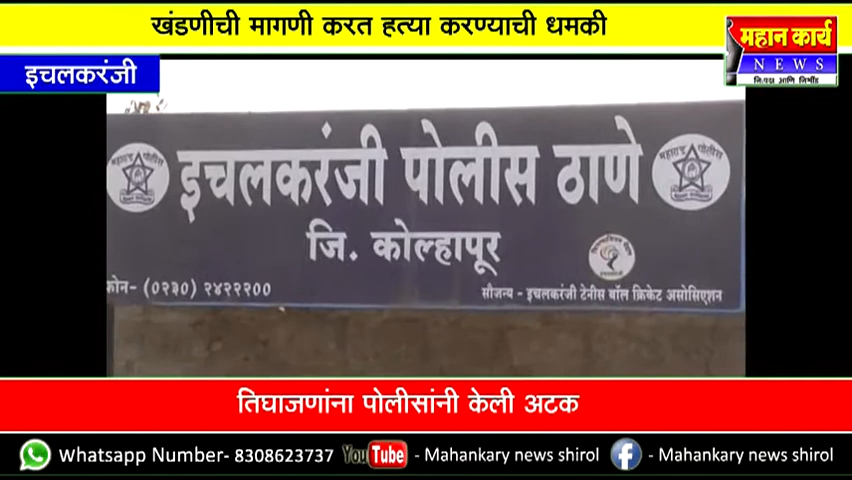 खंडणीची मागणी करत हत्या करण्याची धमकी
महान कार्य
NEWS
इचलकरंजी
इचलकरंजी पोलीस ठाणे
जि. कोल्हापूर
फोन- (०२३०) २४२२२००
सौजन्य - इचलकरंजी टेनीस बॉल क्रिकेट असोसिएशन
तिघाजणांना पोलीसांनी केली अटक
Whatsapp Number- 8308623737 YouTube - Mahankary news shirol f - Mahankary news shirol